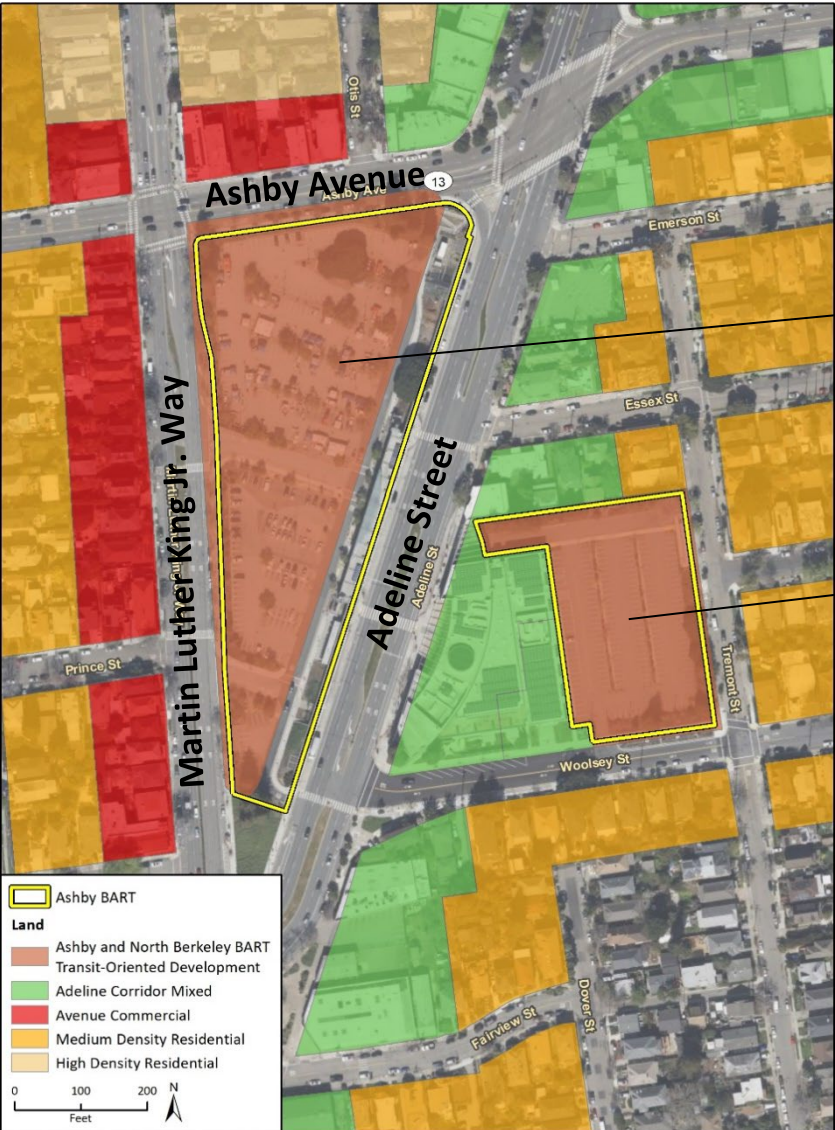 Otis St
Ashby Avenue
13
Ashby Ave
Emerson St
Essex St
Martin Luther King Jr. Way
Adeline Street
Adeline St
Prince St
Tremont St
Woolsey St
Dover St
Fairview St
Ashby BART
Land
Ashby and North Berkeley BART
Transit-Oriented Development
Adeline Corridor Mixed
Avenue Commercial
Medium Density Residential
High Density Residential
0 100 200 N
Feet